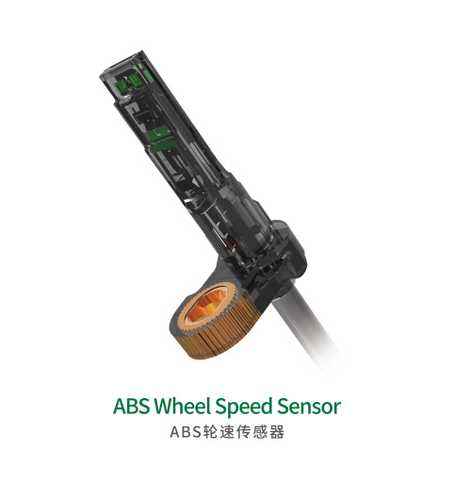 ABS Wheel Speed Sensor
ABS轮速传感器